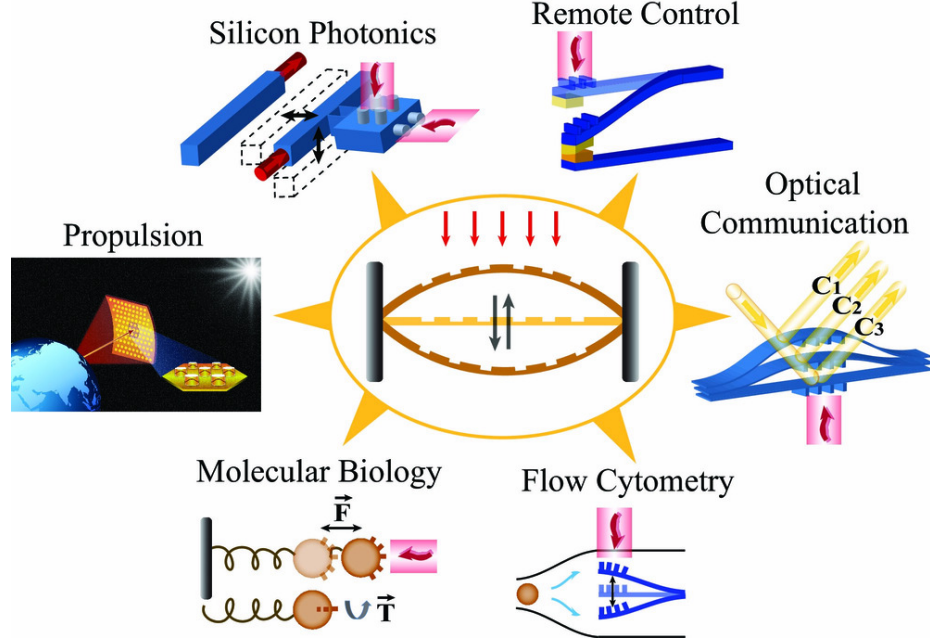 Silicon Photonics
Remote Control
Optical
Communication
Propulsion
C1
C2
C3
Molecular Biology
Flow Cytometry
F
T